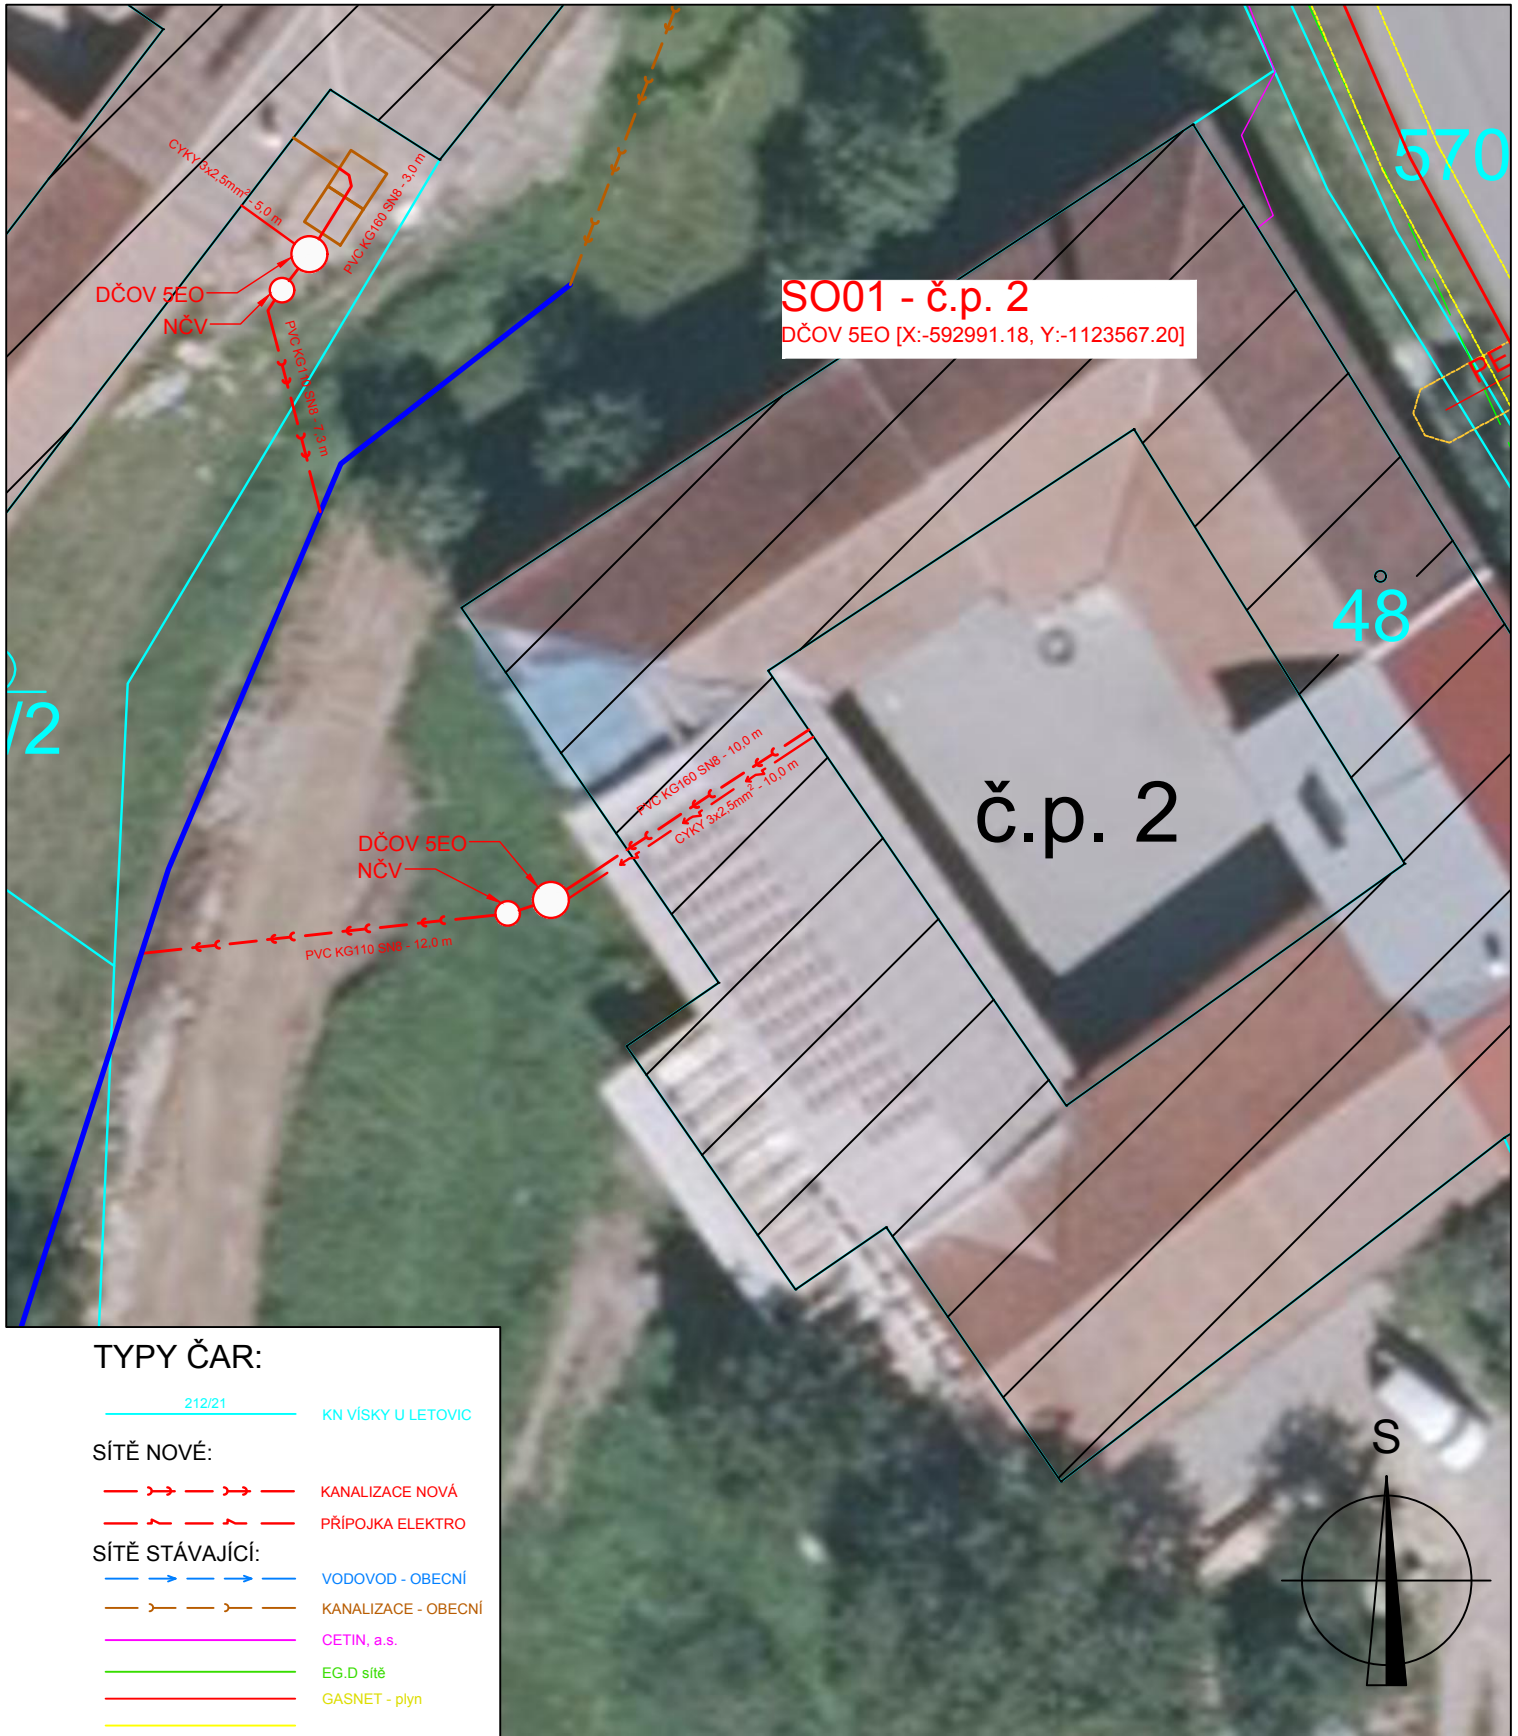 CYKY 3x2,5mm² - 5,0 m
PVC KG160 SN8 - 3,0 m
570
DČOV 5EO
NČV
PVC KG110 SN8 - 7,3 m
SO01 - č.p. 2
DČOV 5EO [X:-592991.18, Y:-1123567.20]
PE
48
/2
PVC KG160 SN8 - 10,0 m
CYKY 3x2,5mm² - 10,0 m
č.p. 2
DČOV 5EO
NČV
PVC KG110 SN8 - 12,0 m
TYPY ČAR:
212/21
KN VÍSKY U LETOVIC
SÍTĚ NOVÉ:
KANALIZACE NOVÁ
PŘÍPOJKA ELEKTRO
SÍTĚ STÁVAJÍCÍ:
VODOVOD - OBECNÍ
KANALIZACE - OBECNÍ
CETIN, a.s.
EG.D sítě
GASNET - plyn
S